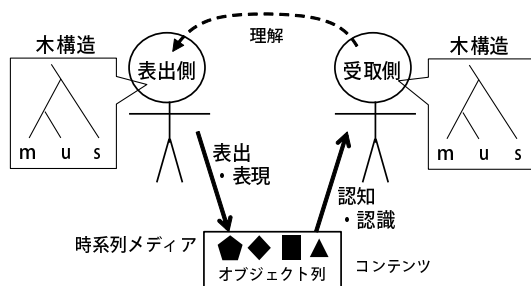 理解
木構造
表出側
受取側
木構造
m u s
m u s
表出
・表現
認知
・認識
時系列メディア
オブジェクト列
コンテンツ